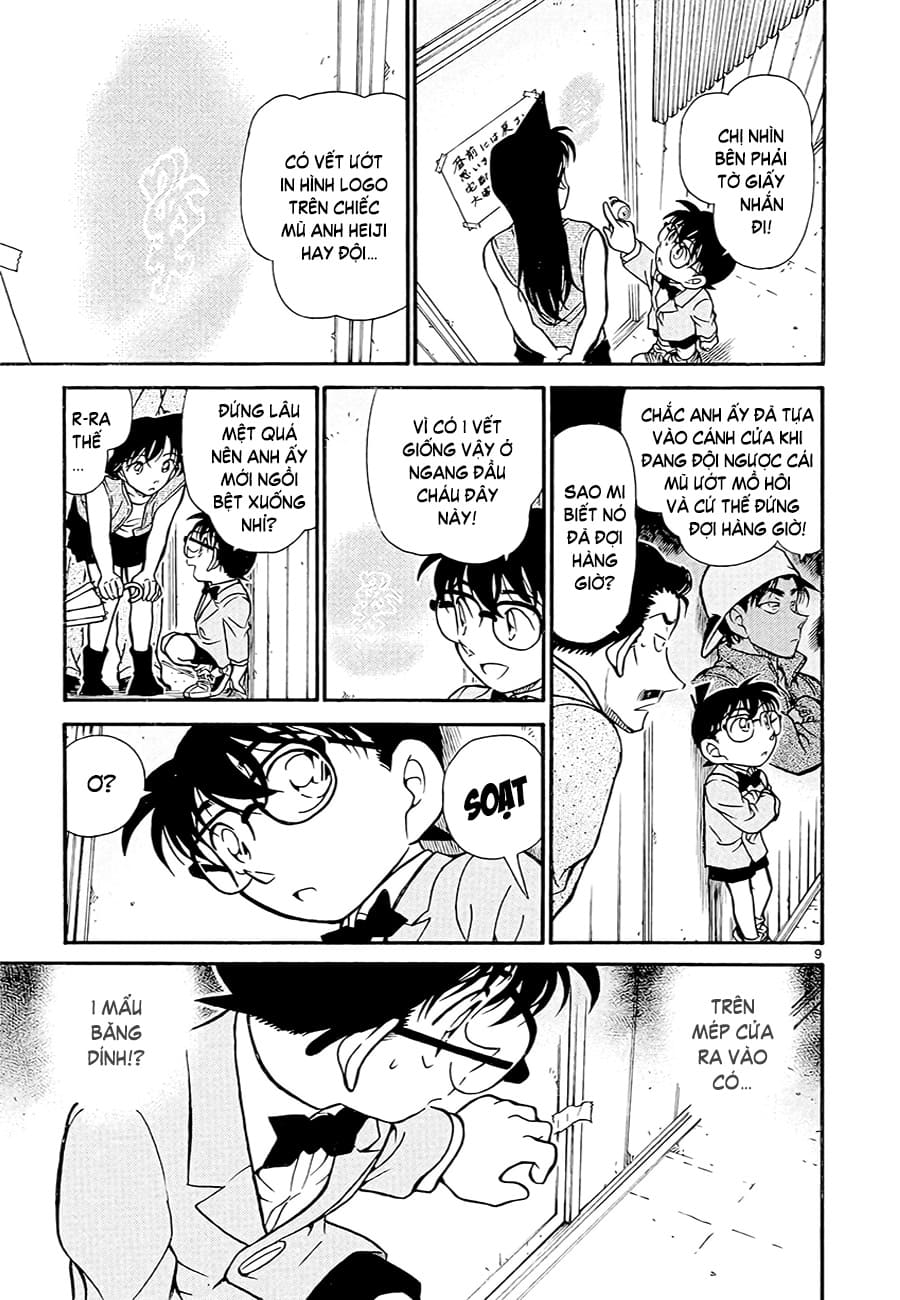 CHỊ NHÌN
BÊN PHẢI
TỜ GIẤY
NHẮN
ĐI!
CÓ VẾT ƯỚT
IN HÌNH LOGO
TRÊN CHIẾC
MŨ ANH HEIJI
HAY ĐỘI...
CHẮC ANH ẤY ĐÃ TỰA
VÀO CÁNH CỬA KHI
ĐANG ĐỘI NGƯỢC CÁI
MŨ ƯỚT MỒ HÔI
VÀ CỨ THẾ ĐỨNG
ĐỢI HÀNG GIỜ!
SAO MI
BIẾT NÓ
ĐÃ ĐỢI
HÀNG
GIỜ?
VÌ CÓ 1 VẾT
GIỐNG VẬY Ở
NGANG ĐẦU
CHÁU ĐÂY
NÀY!
ĐỨNG LÂU
MỆT QUÁ
NÊN ANH ẤY
MỚI NGỒI
BỆT XUỐNG
NHỈ?
R-RA
THẾ
...
SOẠT
Ơ?
9
TRÊN
MÉP CỬA
RA VÀO
CÓ...
1 MẨU
BĂNG
DÍNH!?